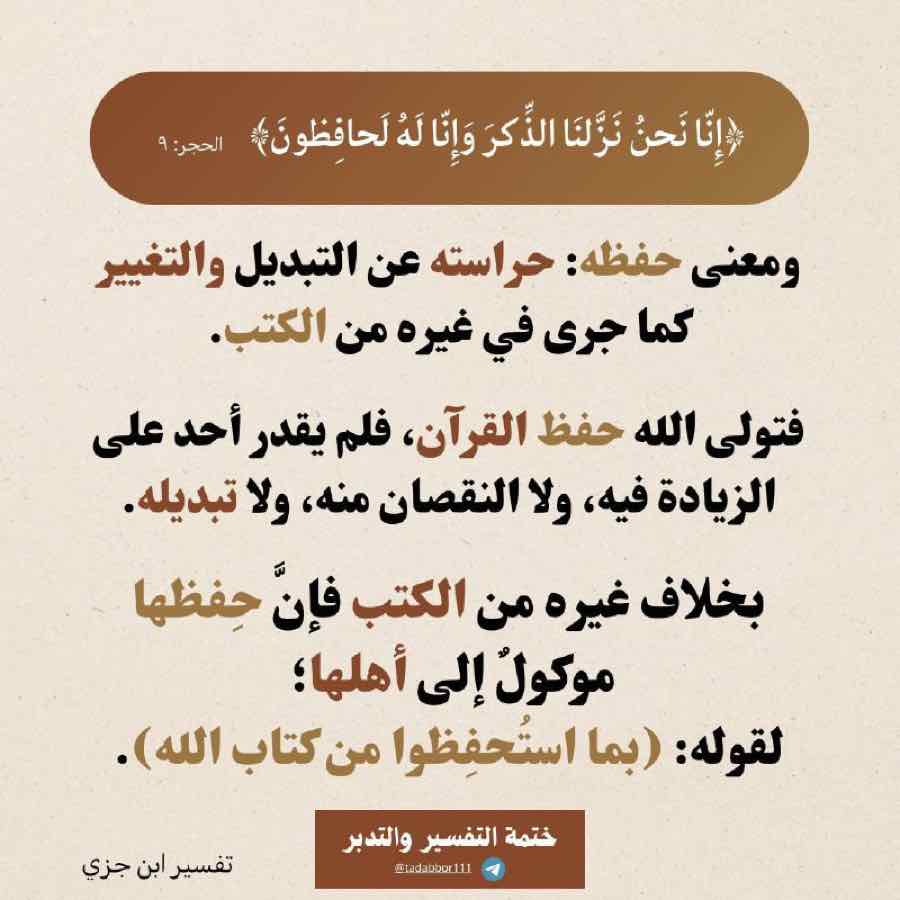 ﴿إِنّا نَحنُ نَزَّلنَا الذِّكرَ وَإِنّا لَهُ لَحافِظونَ﴾ الحجر: ٩
ومعنى حفظه: حراسته عن التبديل والتغيير
كما جرى في غيره من الكتب.
فتولى الله حفظ القرآن، فلم يقدر أحد على
الزيادة فيه، ولا النقصان منه، ولا تبديله.
بخلاف غيره من الكتب فإنَّ حِفظها
موكولٌ إلى أهلها؛
لقوله: (بما استُحفِظوا من كتاب الله).
ختمة التفسير والتدبر
@tadabbor111
تفسير ابن جزي